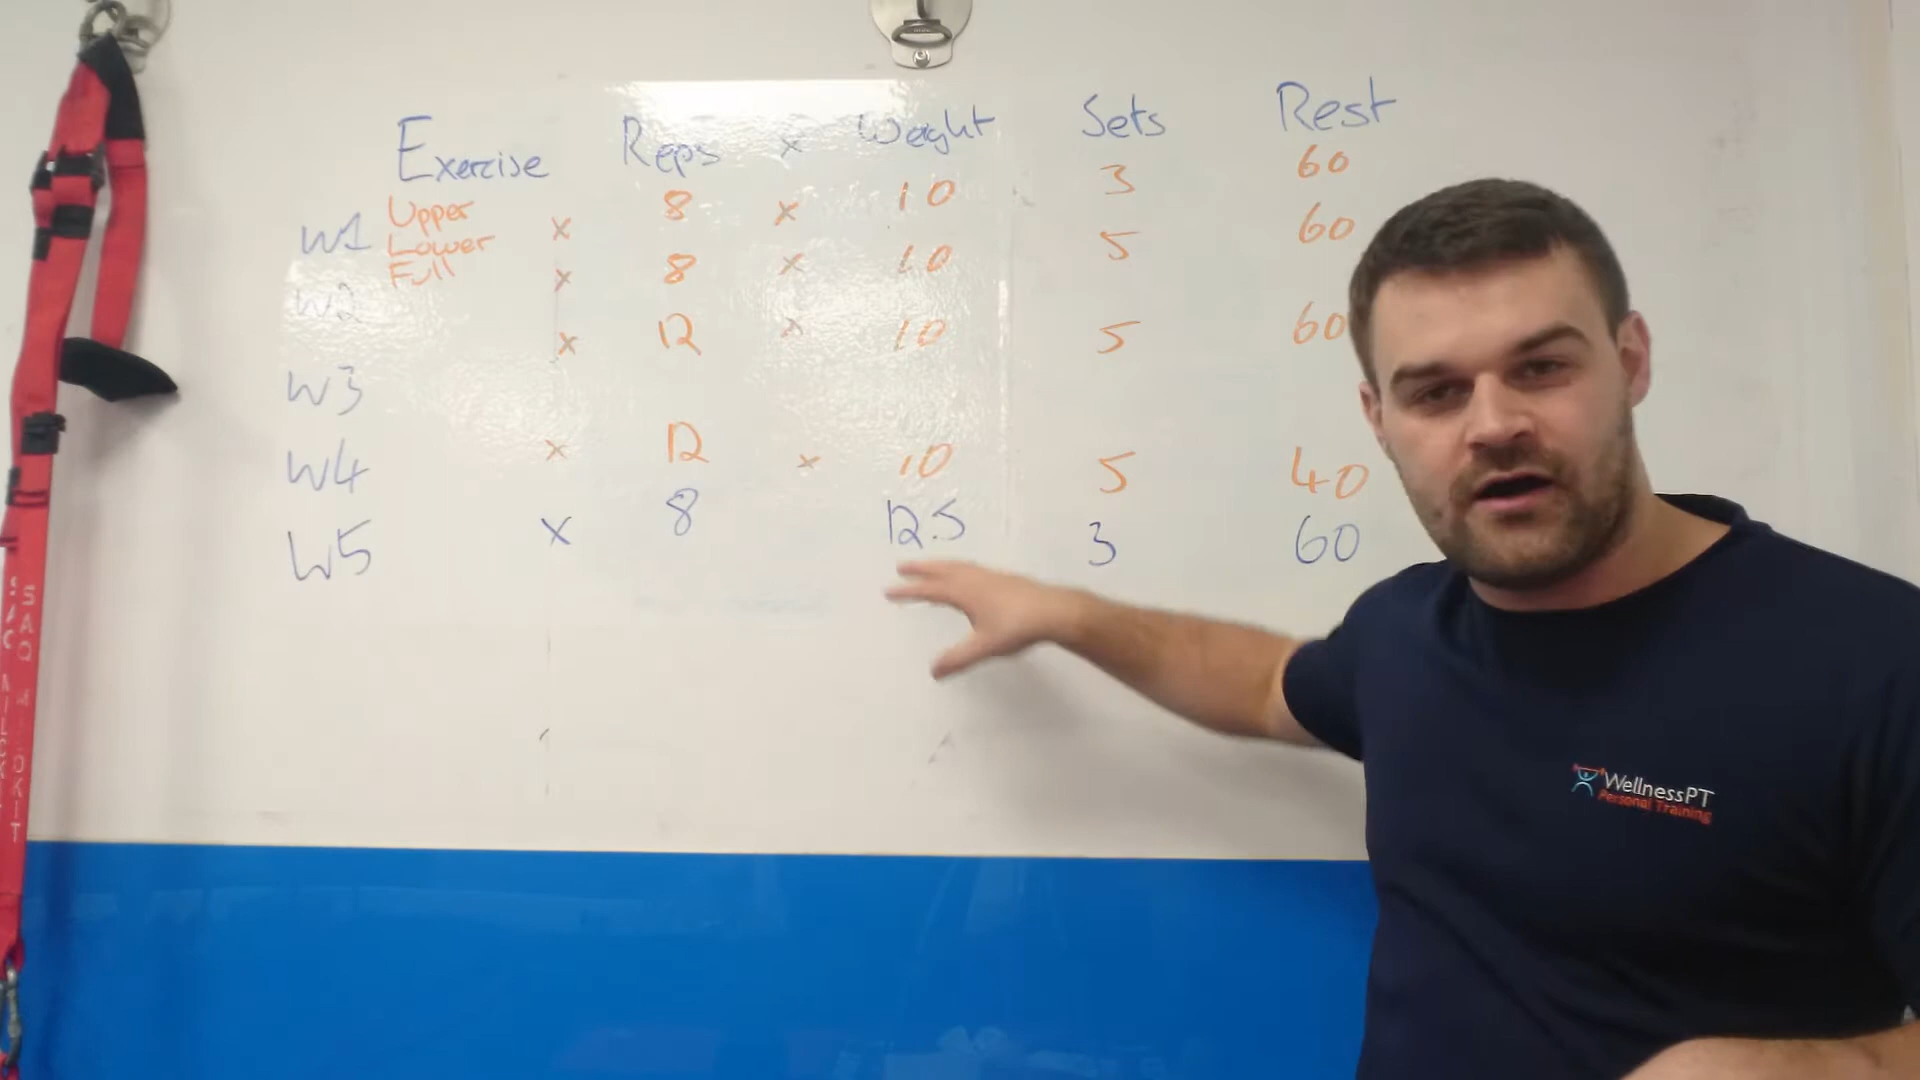 Exercise Reps x Weight Sets Rest
W1 Upper x 8 x 10 3 60
Lower
Full
W2 x 8 x 10 5 60
W3 x 12 x 10 5 60
W4 x 12 x 10 5 40
W5 x 8 12.5 3 60
WellnessPT
Personal Training